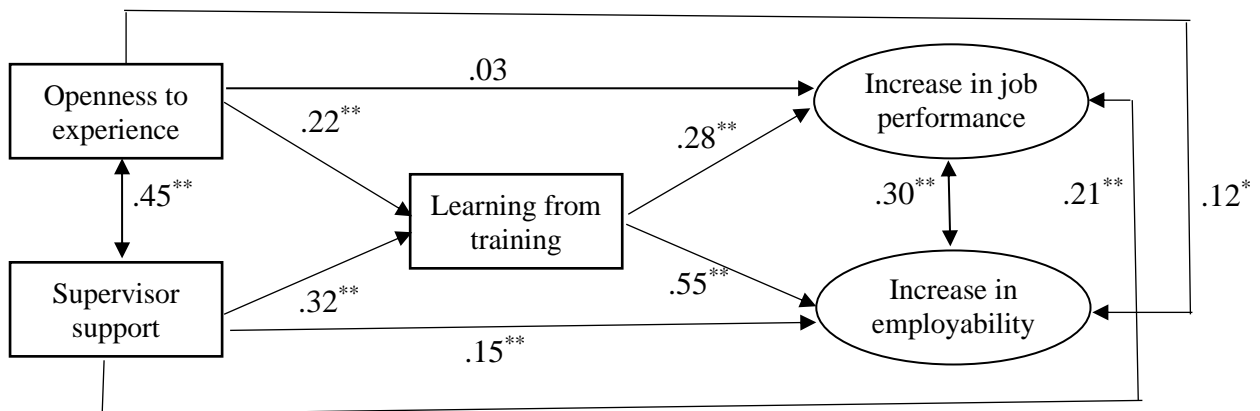 Openness to
experience
.03
Increase in job
performance
.22**
.28**
.45**
Learning from
training
.30**
.21**
.12*
Supervisor
support
.32**
.55**
Increase in
employability
.15**